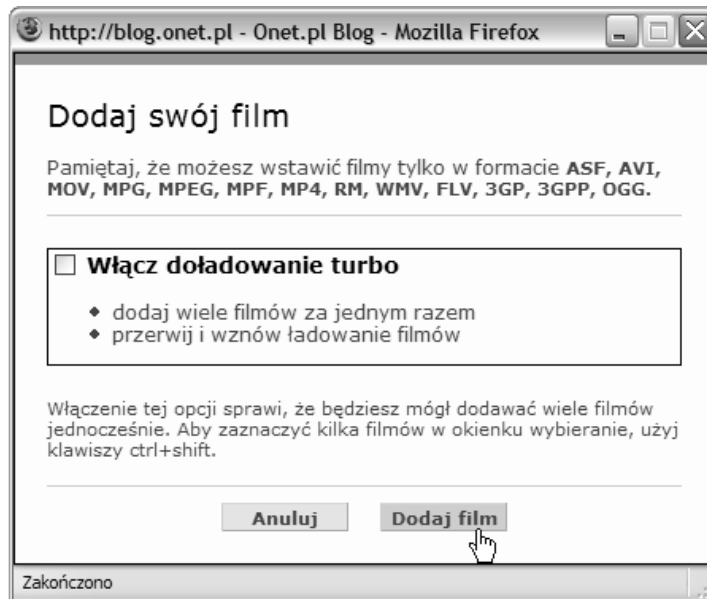 http://blog.onet.pl - Onet.pl Blog - Mozilla Firefox
Dodaj swój film
Pamiętaj, że możesz wstawić filmy tylko w formacie ASF, AVI,
MOV, MPG, MPEG, MPF, MP4, RM, WMV, FLV, 3GP, 3GPP, OGG.
Włącz doładowanie turbo
• dodaj wiele filmów za jednym razem
• przerwij i wznów ładowanie filmów
Włączenie tej opcji sprawi, że będziesz mógł dodawać wiele filmów
jednocześnie. Aby zaznaczyć kilka filmów w okienku wybieranie, użyj
klawiszy ctrl+shift.
Anuluj Dodaj film
Zakończono